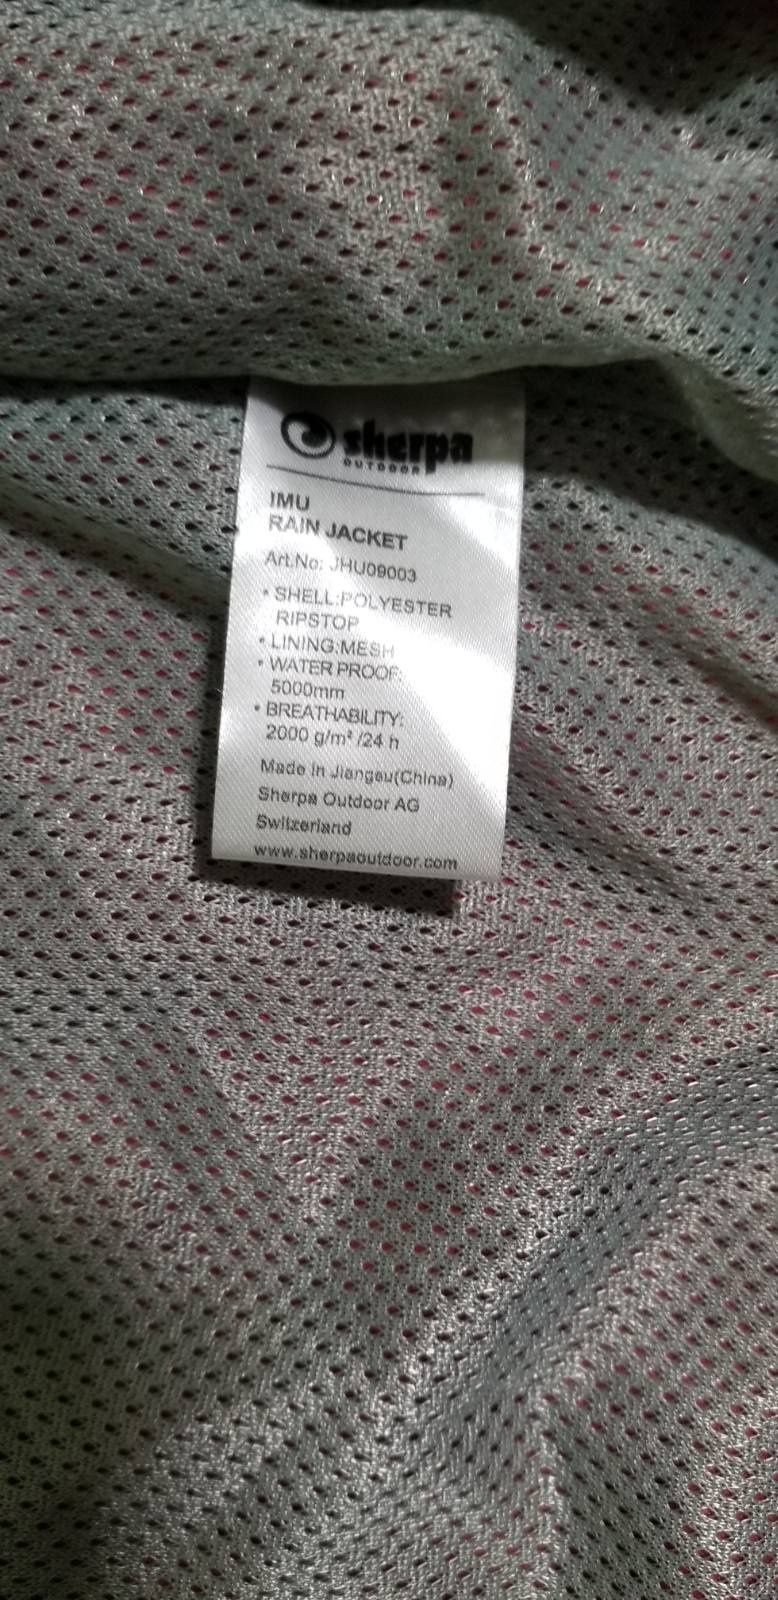 sherpa
OUTDOOR
IMU
RAIN JACKET
Art.No: JHU09003
• SHELL:POLYESTER
RIPSTOP
• LINING:MESH
• WATER PROOF:
5000mm
• BREATHABILITY:
2000 g/m² /24 h
Made in Jiangsu(China)
Sherpa Outdoor AG
Switzerland
www.sherpaoutdoor.com